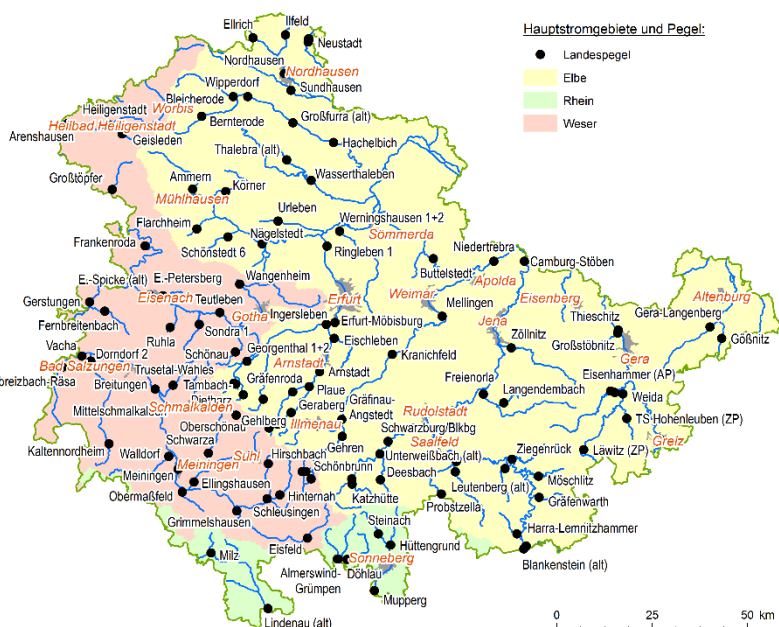 Hauptstromgebiete und Pegel:
Landespegel
Elbe
Rhein
Weser
Ellrich
Ilfeld
Neustadt
Nordhausen
Nordhausen
Sundhausen
Wipperdorf
Bleicherode
Worbis
Heiligenstadt
Heilbad Heiligenstadt
Arenshausen
Geisleden
Bernterode
Großfurra (alt)
Hachelbich
Thalebra (alt)
Wasserthaleben
Großtöpfer
Ammern
Körner
Mühlhausen
Urleben
Flarchheim
Nägelstedt
Schönstedt 6
Werningshausen 1+2
Sömmerda
Ringleben 1
Frankenroda
Wangenheim
Buttelstedt
Niedertrebra
Camburg-Stöben
Apolda
Eisenberg
E.-Spicke (alt)
E.-Petersberg
Eisenach
Gerstungen
Teutleben
Fernbreitenbach
Gotha
Ingersleben
Erfurt
Weimar
Mellingen
Erfurt-Möbisburg
Jena
Zöllnitz
Thieschitz
Großstöbnitz
Gera-Langenberg
Altenburg
Gößnitz
Gera
Ruhla
Sondra 1
Eischleben
Vacha
Dorndorf 2
Schönau
Georgenthal 1+2
Arnstadt
Kranichfeld
Bad Salzungen
Trusetal-Wahles
Unterbreizbach-Räsa
Breitungen
Tambach
Dietharz
Gräfenroda
Arnstadt
Plaue
Freienorla
Langendembach
Eisenhammer (AP)
Weida
TS Hohenleuben (ZP)
Greiz
Läwitz (ZP)
Mittelschmalkalden
Schmalkalden
Geraberg
Gräfinau-
Angstedt
Rudolstadt
Gehlberg
Ilmenau
Oberschönau
Schwarza
Saalfeld
Schwarzburg/Blkbg
Kaltennordheim
Walldorf
Meiningen
Meiningen
Suhl
Hirschbach
Gehren
Schönbrunn
Unterweißbach (alt)
Ziegenrück
Deesbach
Leutenberg (alt)
Möschlitz
Gräfenwarth
Obermaßfeld
Ellingshausen
Hinternah
Katzhütte
Probstzella
Schleusingen
Grimmelshausen
Steinach
Harra-Lemnitzhammer
Hüttengrund
Blankenstein (alt)
Eisfeld
Milz
Almerswind-
Grümpen
Döhlau
Sonneberg
Mupperg
Lindenau (alt)
0 25 50 km